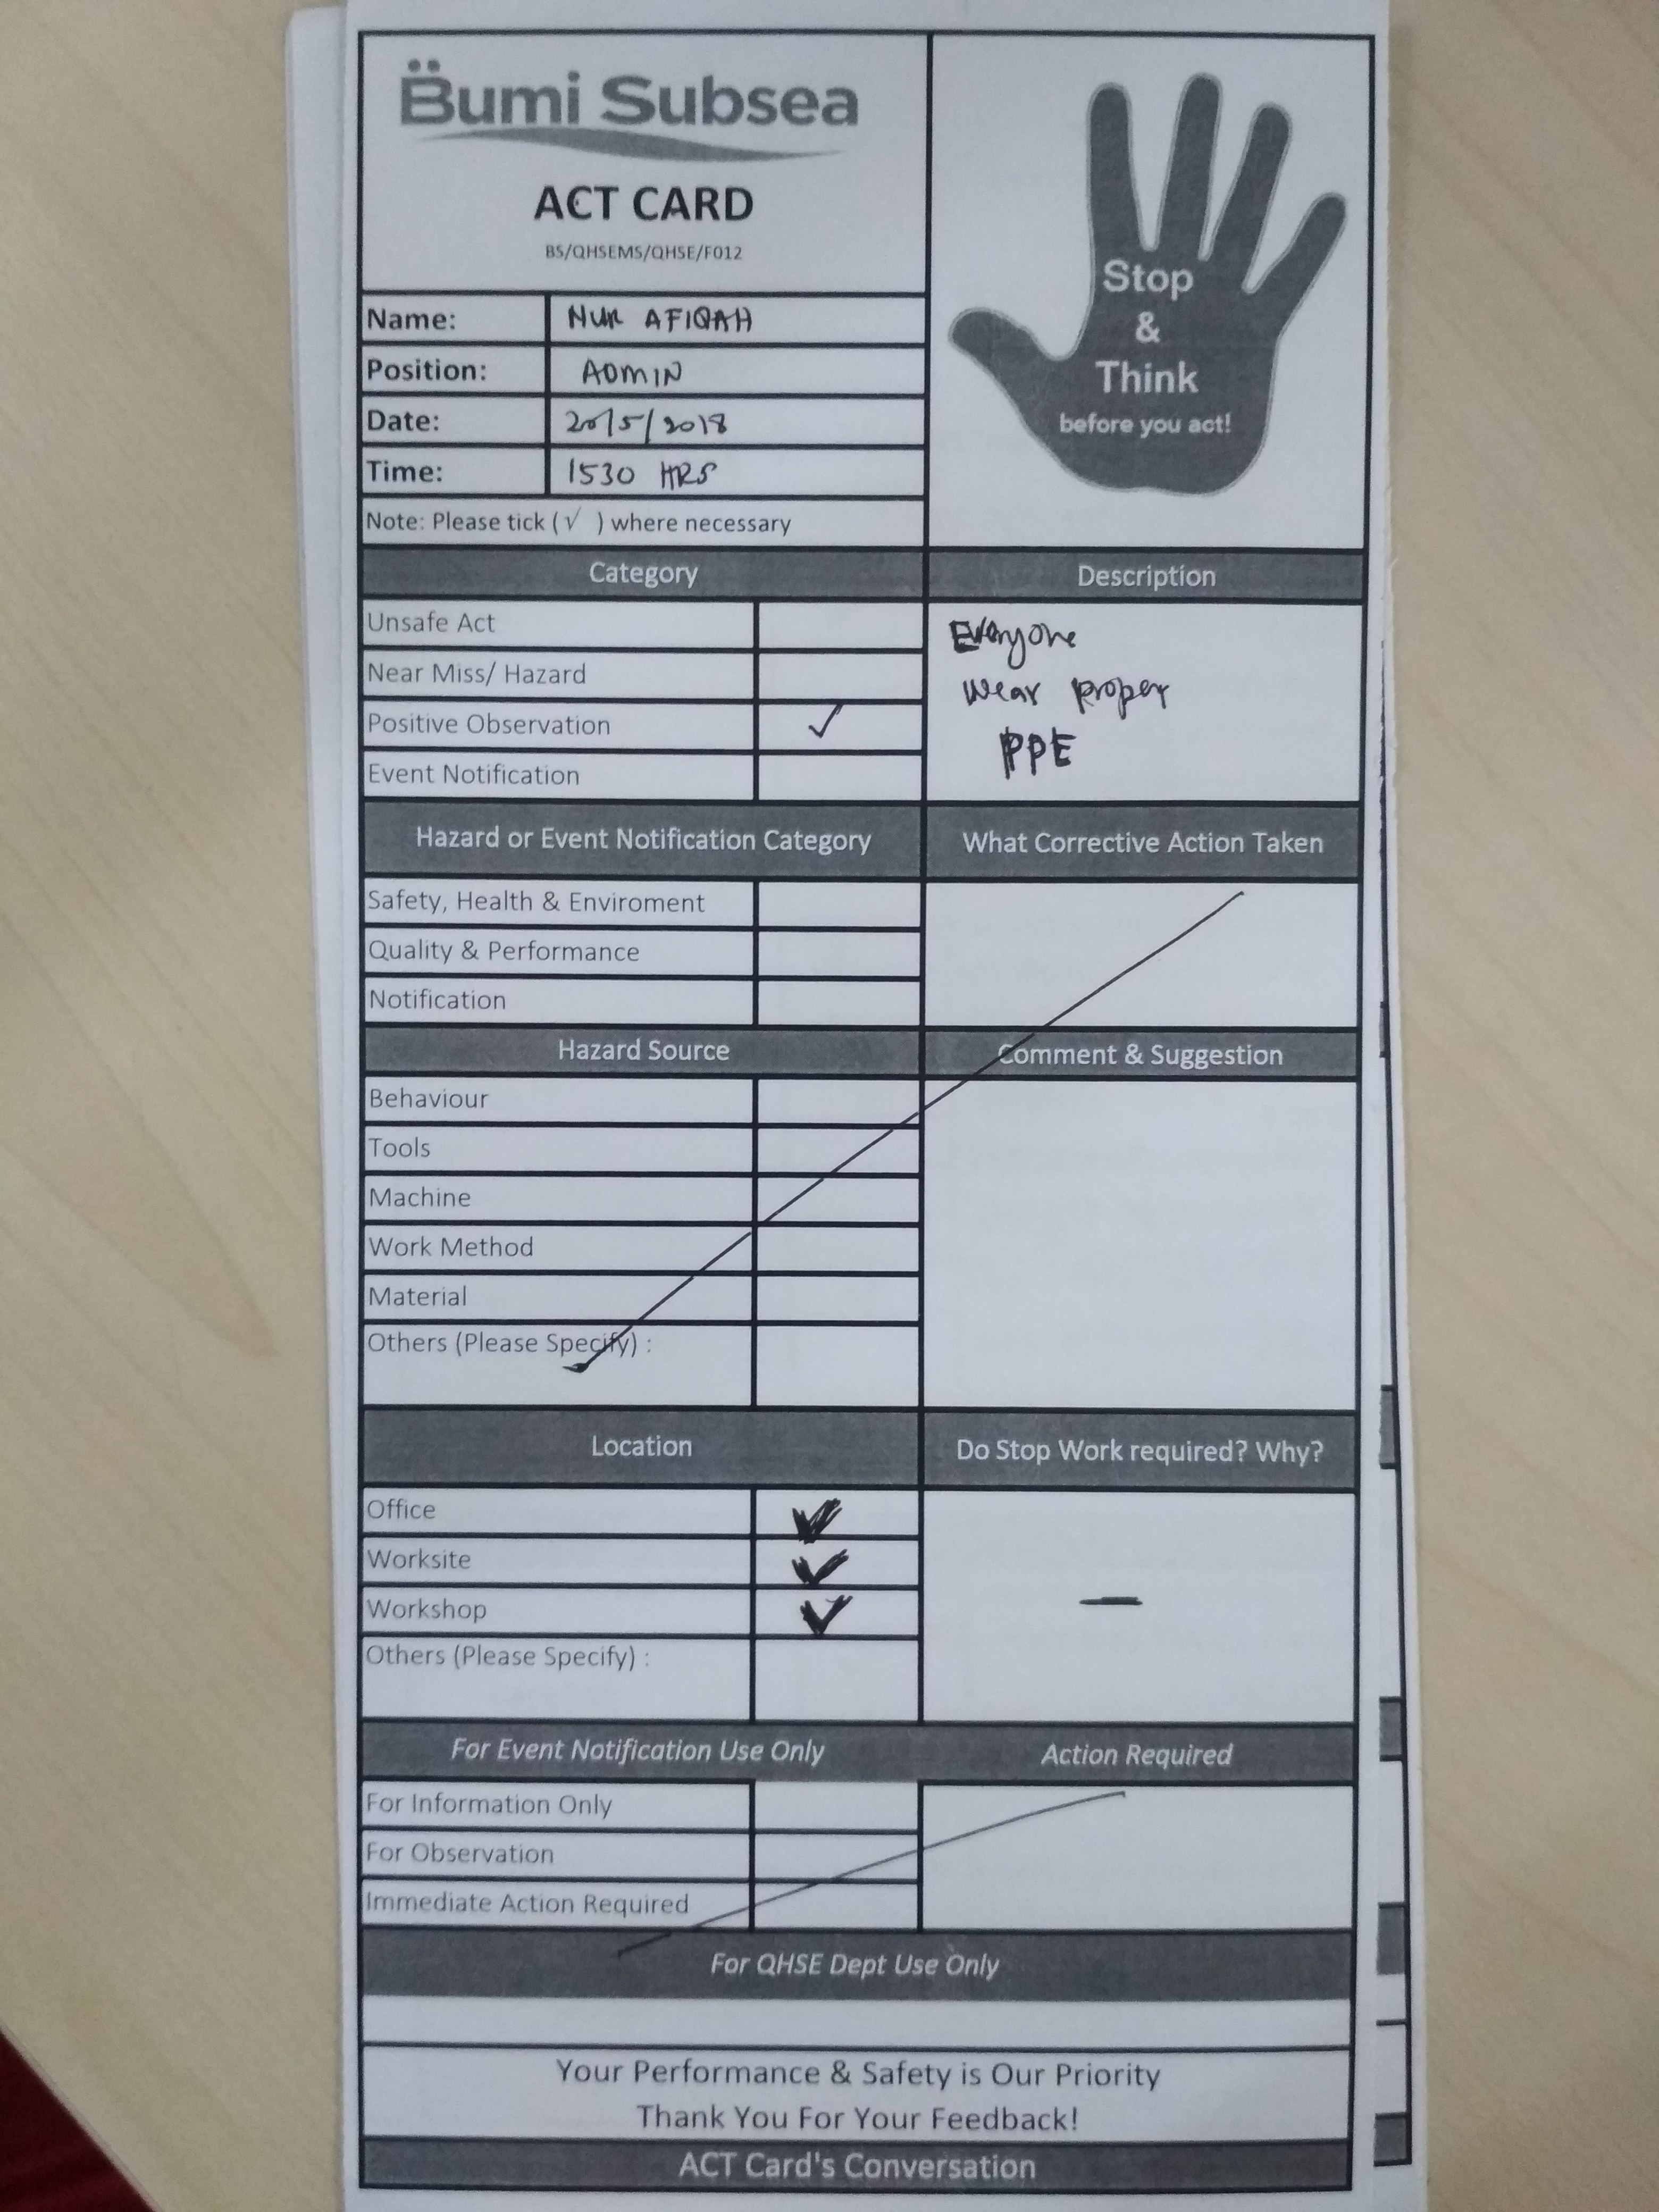 Bumi Subsea
ACT CARD
BS/QHSEMS/QHSE/F012
Stop
&
Think
before you act!
Name: NUR AFIQAH
Position: ADMIN
Date: 20/5/2018
Time: 1530 HRS
Note: Please tick (√ ) where necessary
Category
Description
Unsafe Act
Near Miss/ Hazard
Positive Observation ✓
Event Notification
Everyone
wear proper
PPE
Hazard or Event Notification Category
What Corrective Action Taken
Safety, Health & Enviroment
Quality & Performance
Notification
Hazard Source
Comment & Suggestion
Behaviour
Tools
Machine
Work Method
Material
Others (Please Specify) :
Location
Do Stop Work required? Why?
Office ✓
Worksite ✓
Workshop ✓
Others (Please Specify) :
—
For Event Notification Use Only
Action Required
For Information Only
For Observation
Immediate Action Required
For QHSE Dept Use Only
Your Performance & Safety is Our Priority
Thank You For Your Feedback!
ACT Card's Conversation